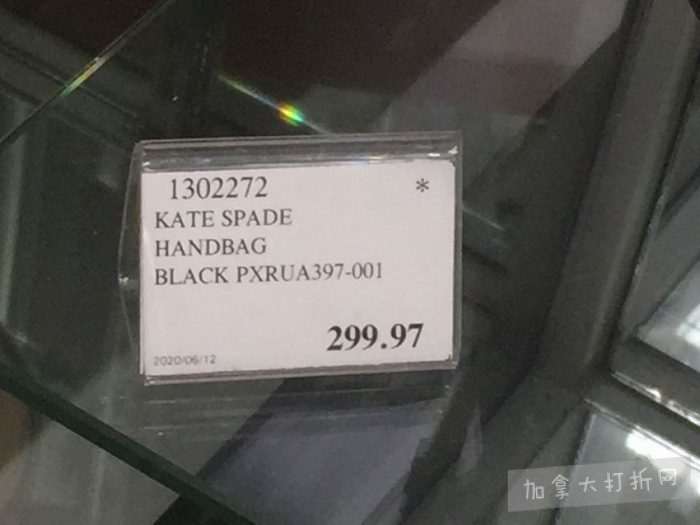 1302272 *
KATE SPADE
HANDBAG
BLACK PXRUA397-001
299.97
2020/06/12
加拿大打折网